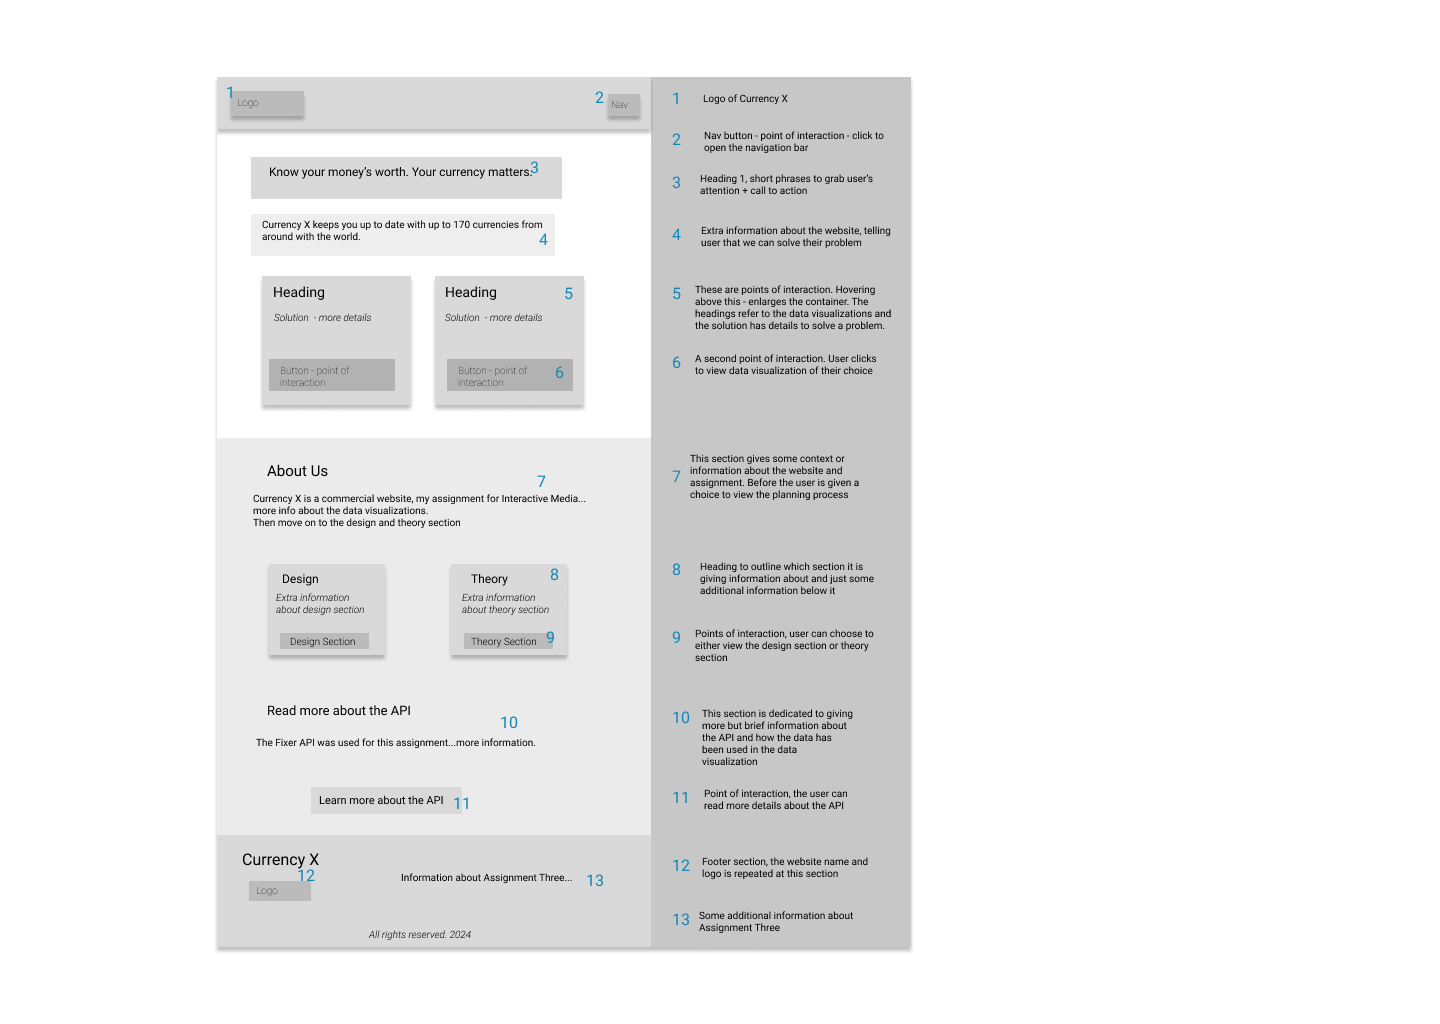 1
Logo
2
Nav
Know your money's worth. Your currency matters.
3
Currency X keeps you up to date with up to 170 currencies from
around with the world.
4
Heading
Solution - more details
Button - point of
interaction
Heading
5
Solution - more details
Button - point of
interaction
6
About Us
7
Currency X is a commercial website, my assignment for Interactive Media...
more info about the data visualizations.
Then move on to the design and theory section
Design
Extra information
about design section
Design Section
Theory
8
Extra information
about theory section
Theory Section
9
Read more about the API
10
The Fixer API was used for this assignment...more information.
Learn more about the API
11
Currency X
12
Logo
Information about Assignment Three...
13
All rights reserved. 2024
1
Logo of Currency X
2
Nav button - point of interaction - click to
open the navigation bar
3
Heading 1, short phrases to grab user's
attention + call to action
4
Extra information about the website, telling
user that we can solve their problem
5
These are points of interaction. Hovering
above this - enlarges the container. The
headings refer to the data visualizations and
the solution has details to solve a problem.
6
A second point of interaction. User clicks
to view data visualization of their choice
7
This section gives some context or
information about the website and
assignment. Before the user is given a
choice to view the planning process
8
Heading to outline which section it is
giving information about and just some
additional information below it
9
Points of interaction, user can choose to
either view the design section or theory
section
10
This section is dedicated to giving
more but brief information about
the API and how the data has
been used in the data
visualization
11
Point of interaction, the user can
read more details about the API
12
Footer section, the website name and
logo is repeated at this section
13
Some additional information about
Assignment Three